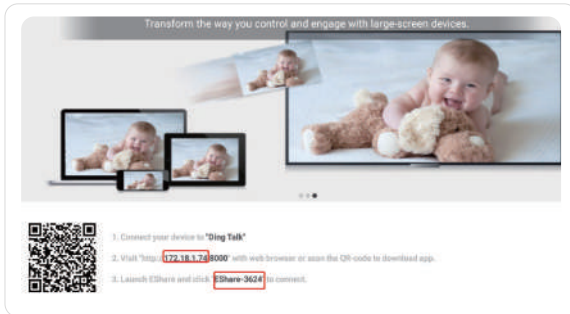 Transform the way you control and engage with large-screen devices.
1. Connect your device to "Ding Talk"
2. Visit "http://172.18.1.74:8000" with web browser or scan the QR-code to download app.
3. Launch EShare and click "EShare-3624" to connect.